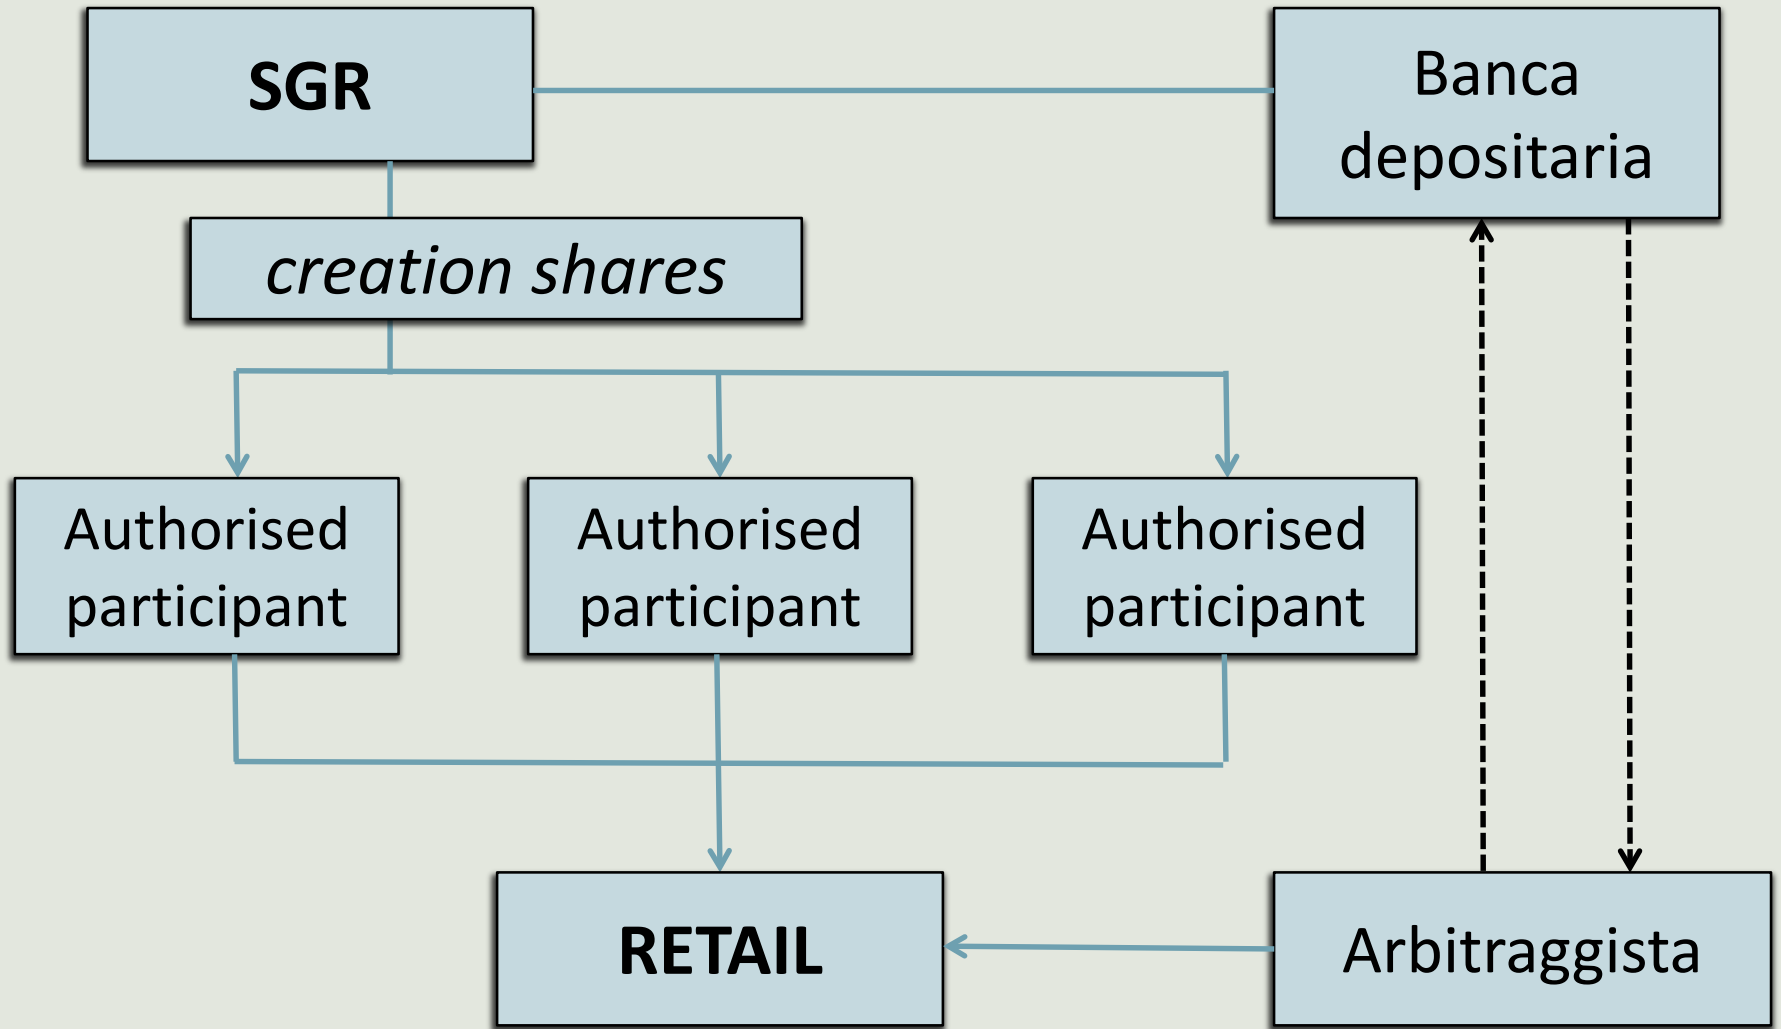 SGR
Banca
depositaria
creation shares
Authorised
participant
Authorised
participant
Authorised
participant
RETAIL
Arbitraggista